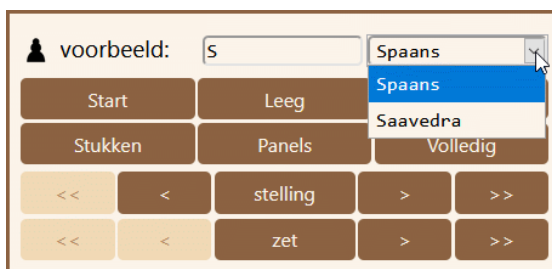 voorbeeld: S Spaans
Spaans
Start Leeg
Saavedra
Stukken Panels Volledig
<< < stelling > >>
<< < zet > >>